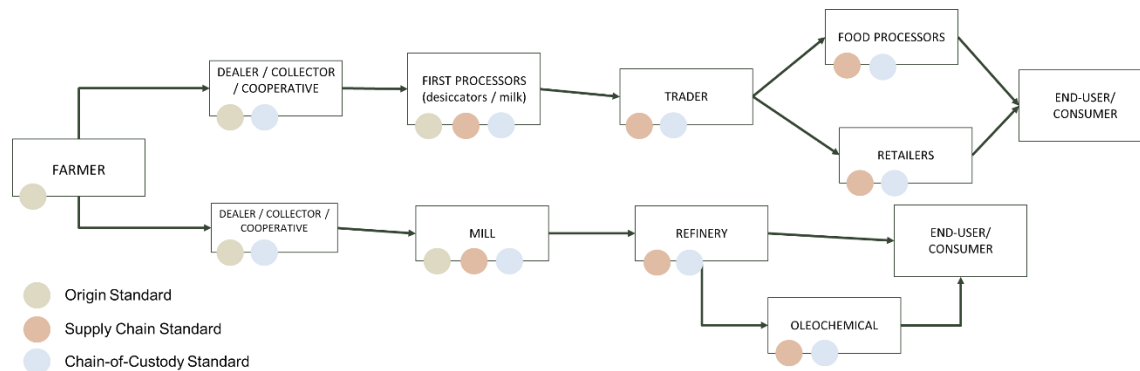 FOOD PROCESSORS
DEALER / COLLECTOR
/ COOPERATIVE
FIRST PROCESSORS
(desiccators / milk)
TRADER
END-USER/
CONSUMER
FARMER
RETAILERS
DEALER / COLLECTOR /
COOPERATIVE
MILL
REFINERY
END-USER/
CONSUMER
OLEOCHEMICAL
Origin Standard
Supply Chain Standard
Chain-of-Custody Standard